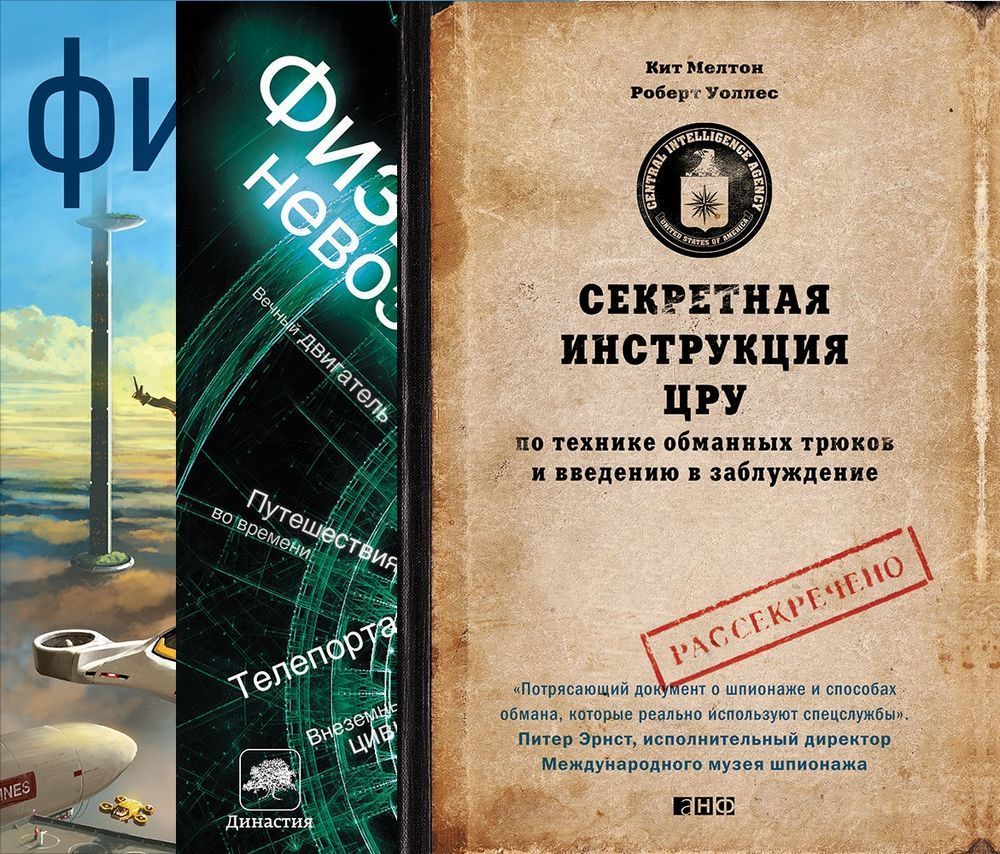 фи
INES
Физ
невоз
Вечный двигатель
Путешествия
во времени
Телепорта
Внеземн
ЦИВ
Династия
Кит Мелтон
Роберт Уоллес
CENTRAL INTELLIGENCE AGENCY
UNITED STATES OF AMERICA
СЕКРЕТНАЯ
ИНСТРУКЦИЯ
ЦРУ
по технике обманных трюков
и введению в заблуждение
РАССЕКРЕЧЕНО
«Потрясающий документ о шпионаже и способах
обмана, которые реально используют спецслужбы».
Питер Эрнст, исполнительный директор
Международного музея шпионажа
анф